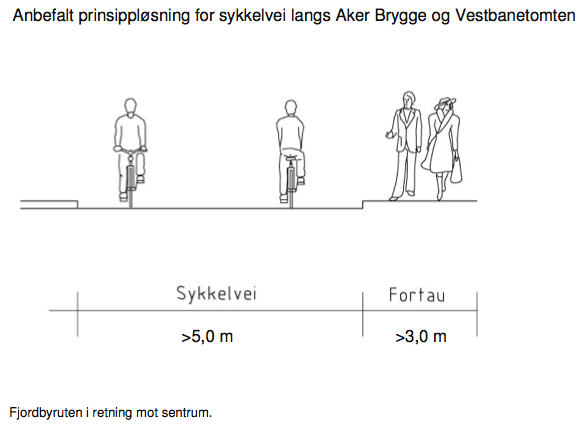 Anbefalt prinsippløsning for sykkelvei langs Aker Brygge og Vestbanetomten
Sykkelvei
Fortau
>5,0 m
>3,0 m
Fjordbyruten i retning mot sentrum.